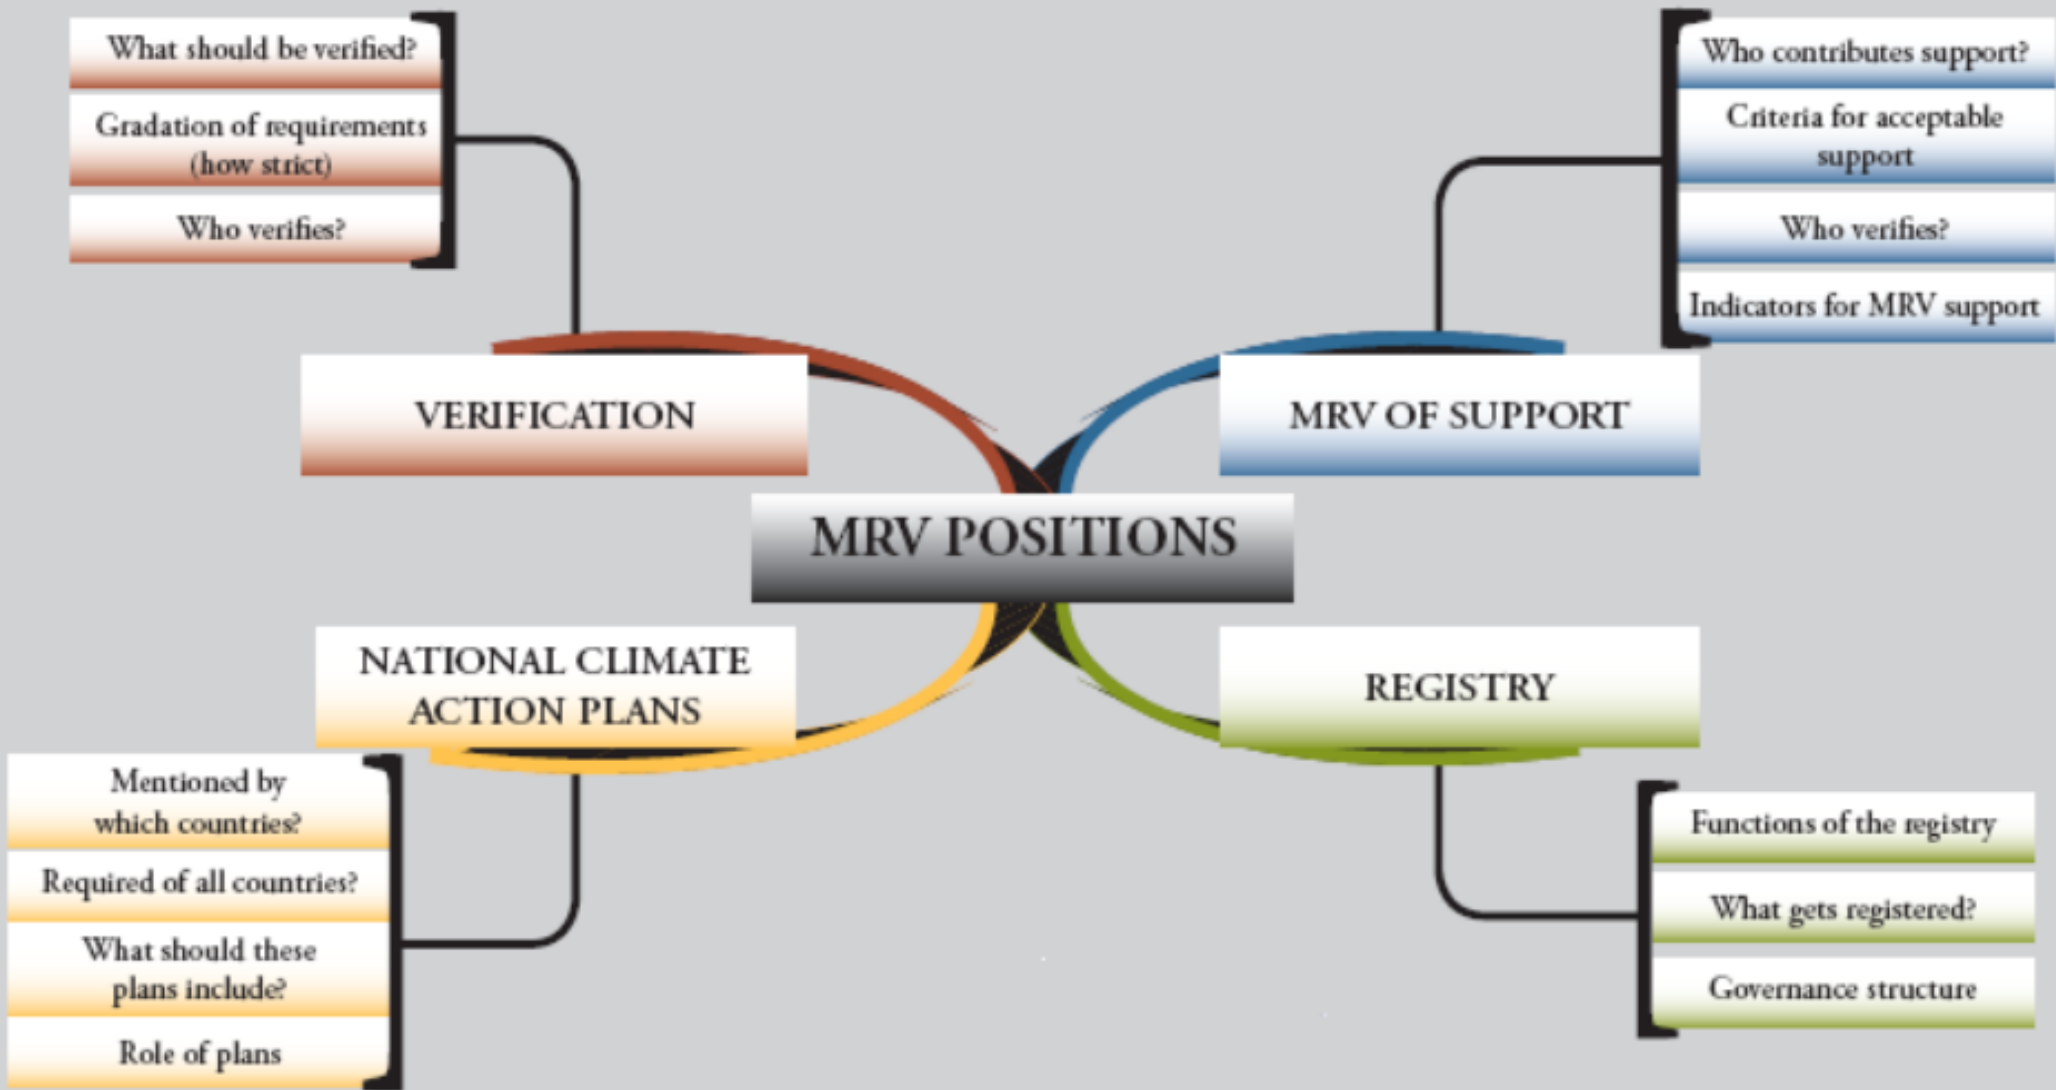 What should be verified?
Gradation of requirements
(how strict)
Who verifies?
VERIFICATION
Who contributes support?
Criteria for acceptable
support
Who verifies?
Indicators for MRV support
MRV OF SUPPORT
MRV POSITIONS
NATIONAL CLIMATE
ACTION PLANS
Mentioned by
which countries?
Required of all countries?
What should these
plans include?
Role of plans
REGISTRY
Functions of the registry
What gets registered?
Governance structure